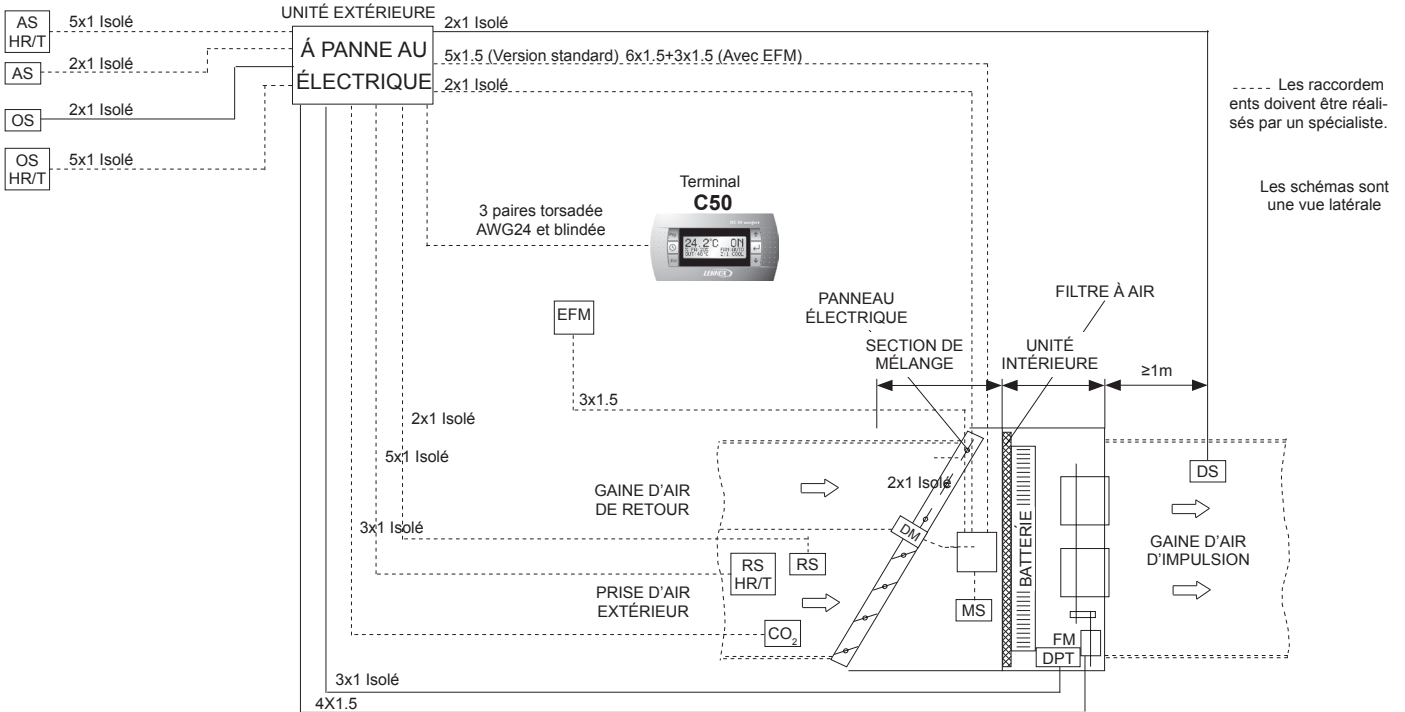 UNITÉ EXTÉRIEURE
AS
HR/T
5x1 Isolé
AS
2x1 Isolé
OS
2x1 Isolé
OS
HR/T
5x1 Isolé
Á PANNE AU
ÉLECTRIQUE
2x1 Isolé
5x1.5 (Version standard) 6x1.5+3x1.5 (Avec EFM)
2x1 Isolé
----- Les raccordem
ents doivent être réali-
sés par un spécialiste.
Les schémas sont
une vue latérale
Terminal
C50
3 paires torsadée
AWG24 et blindée
24.2°C ON
LENNOX
EFM
3x1.5
PANNEAU
ÉLECTRIQUE
FILTRE À AIR
SECTION DE
MÉLANGE
UNITÉ
INTÉRIEURE
≥1m
2x1 Isolé
5x1 Isolé
3x1 Isolé
GAINE D'AIR
DE RETOUR
2x1 Isolé
DM
RS
HR/T
RS
PRISE D'AIR
EXTÉRIEUR
CO2
MS
BATTERIE
FM
DPT
DS
GAINE D'AIR
D'IMPULSION
3x1 Isolé
4X1.5